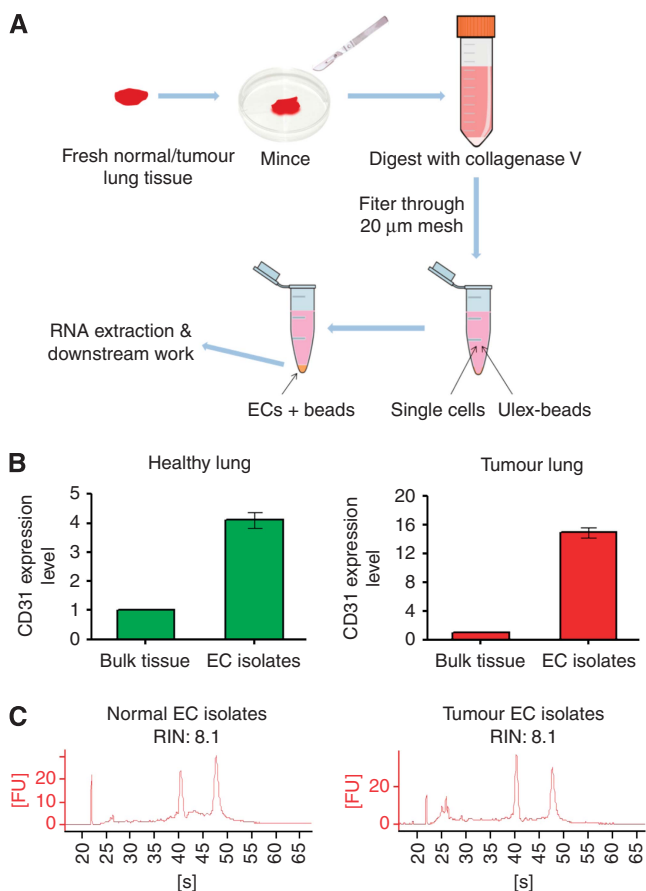 A
Fresh normal/tumour
lung tissue
Mince
Digest with collagenase V
Fiter through
20 µm mesh
RNA extraction &
downstream work
ECs + beads
Single cells
Ulex-beads
B
Healthy lung
CD31 expression
level
5
4
3
2
1
0
Bulk tissue
EC isolates
Tumour lung
CD31 expression
level
20
16
12
8
4
0
Bulk tissue
EC isolates
C
Normal EC isolates
RIN: 8.1
[FU]
20
10
0
20 25 30 35 40 45 50 55 60 65
[s]
Tumour EC isolates
RIN: 8.1
[FU]
20
0
20 25 30 35 40 45 50 55 60 65
[s]